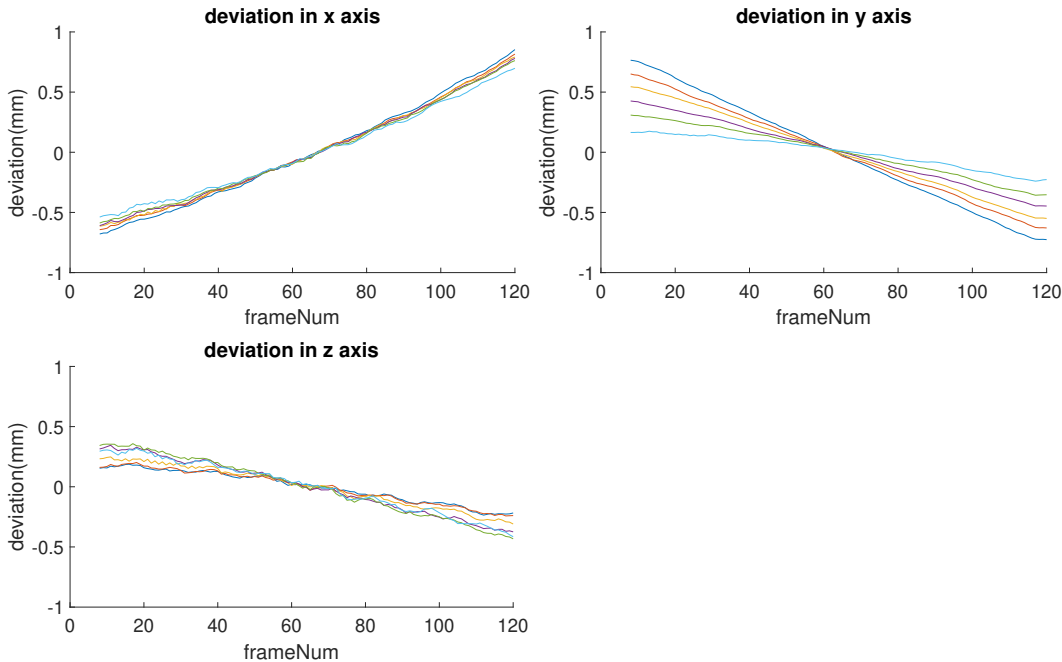 deviation in x axis
deviation(mm)
1
0.5
0
-0.5
-1
0 20 40 60 80 100 120
frameNum
deviation in y axis
deviation(mm)
1
0.5
0
-0.5
-1
0 20 40 60 80 100 120
frameNum
deviation in z axis
deviation(mm)
1
0.5
0
-0.5
-1
0 20 40 60 80 100 120
frameNum